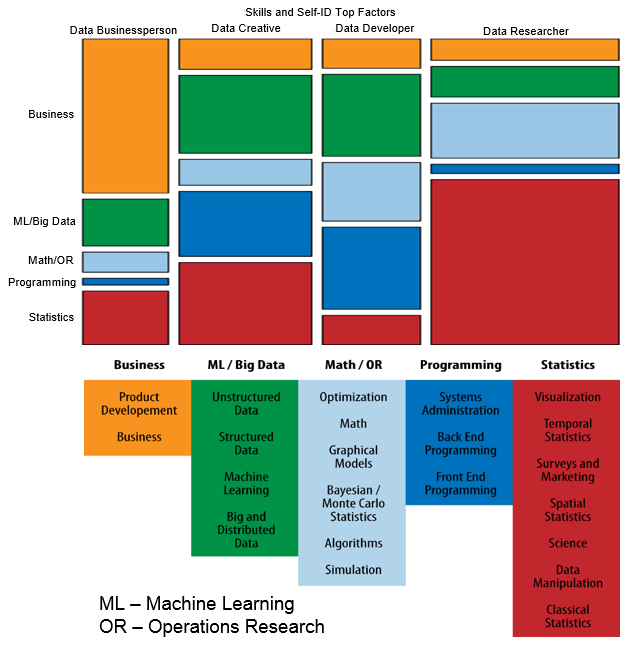 Skills and Self-ID Top Factors
Data Businessperson
Data Creative
Data Developer
Data Researcher
Business
ML/Big Data
Math/OR
Programming
Statistics
Business
ML / Big Data
Math / OR
Programming
Statistics
Product
Developement
Business
Unstructured
Data
Structured
Data
Machine
Learning
Big and
Distributed
Data
Optimization
Math
Graphical
Models
Bayesian /
Monte Carlo
Statistics
Algorithms
Simulation
Systems
Administration
Back End
Programming
Front End
Programming
Visualization
Temporal
Statistics
Surveys and
Marketing
Spatial
Statistics
Science
Data
Manipulation
Classical
Statistics
ML – Machine Learning
OR – Operations Research